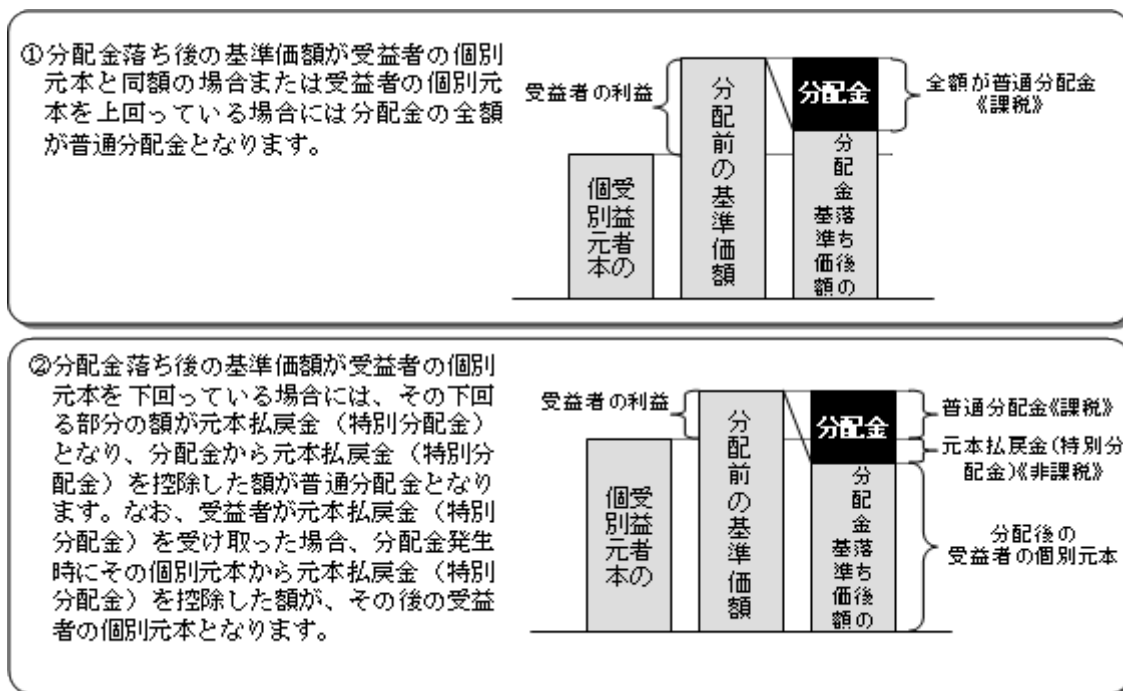 ①分配金落ち後の基準価額が受益者の個別
元本と同額の場合または受益者の個別元
本を上回っている場合には分配金の全額
が普通分配金となります。
受益者の利益
受益者の
個別元本
分配前の基準価額
分配金
分配金
落ち後の
基準価額
全額が普通分配金
《課税》
②分配金落ち後の基準価額が受益者の個別
元本を下回っている場合には、その下回
る部分の額が元本払戻金（特別分配金）
となり、分配金から元本払戻金（特別分
配金）を控除した額が普通分配金となり
ます。なお、受益者が元本払戻金（特別
分配金）を受け取った場合、分配金発生
時にその個別元本から元本払戻金（特別
分配金）を控除した額が、その後の受益
者の個別元本となります。
受益者の利益
受益者の
個別元本
分配前の基準価額
分配金
分配金
落ち後の
基準価額
普通分配金《課税》
元本払戻金(特別分
配金)《非課税》
分配後の
受益者の個別元本